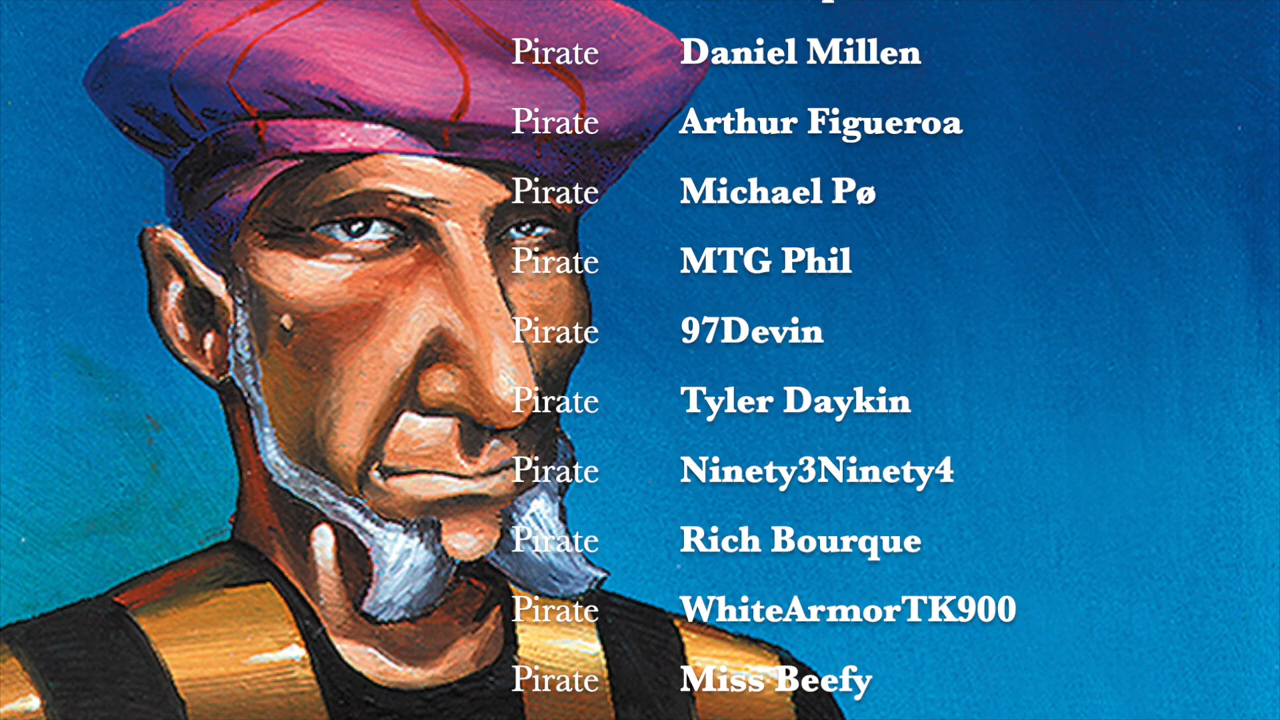 Pirate Daniel Millen
Pirate Arthur Figueroa
Pirate Michael Pø
Pirate MTG Phil
Pirate 97Devin
Pirate Tyler Daykin
Pirate Ninety3Ninety4
Pirate Rich Bourque
Pirate WhiteArmorTK900
Pirate Miss Beefy